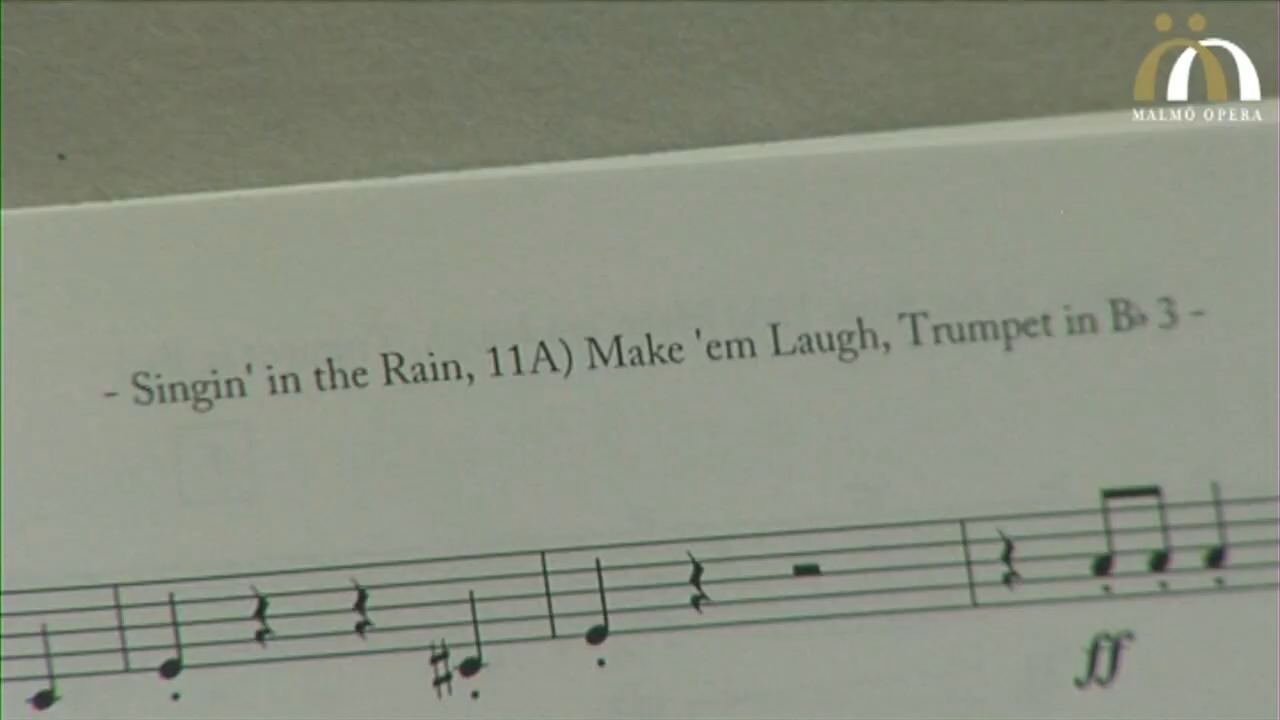 MALMÖ OPERA
- Singin' in the Rain, 11A) Make 'em Laugh, Trumpet in B♭ 3 -
ff